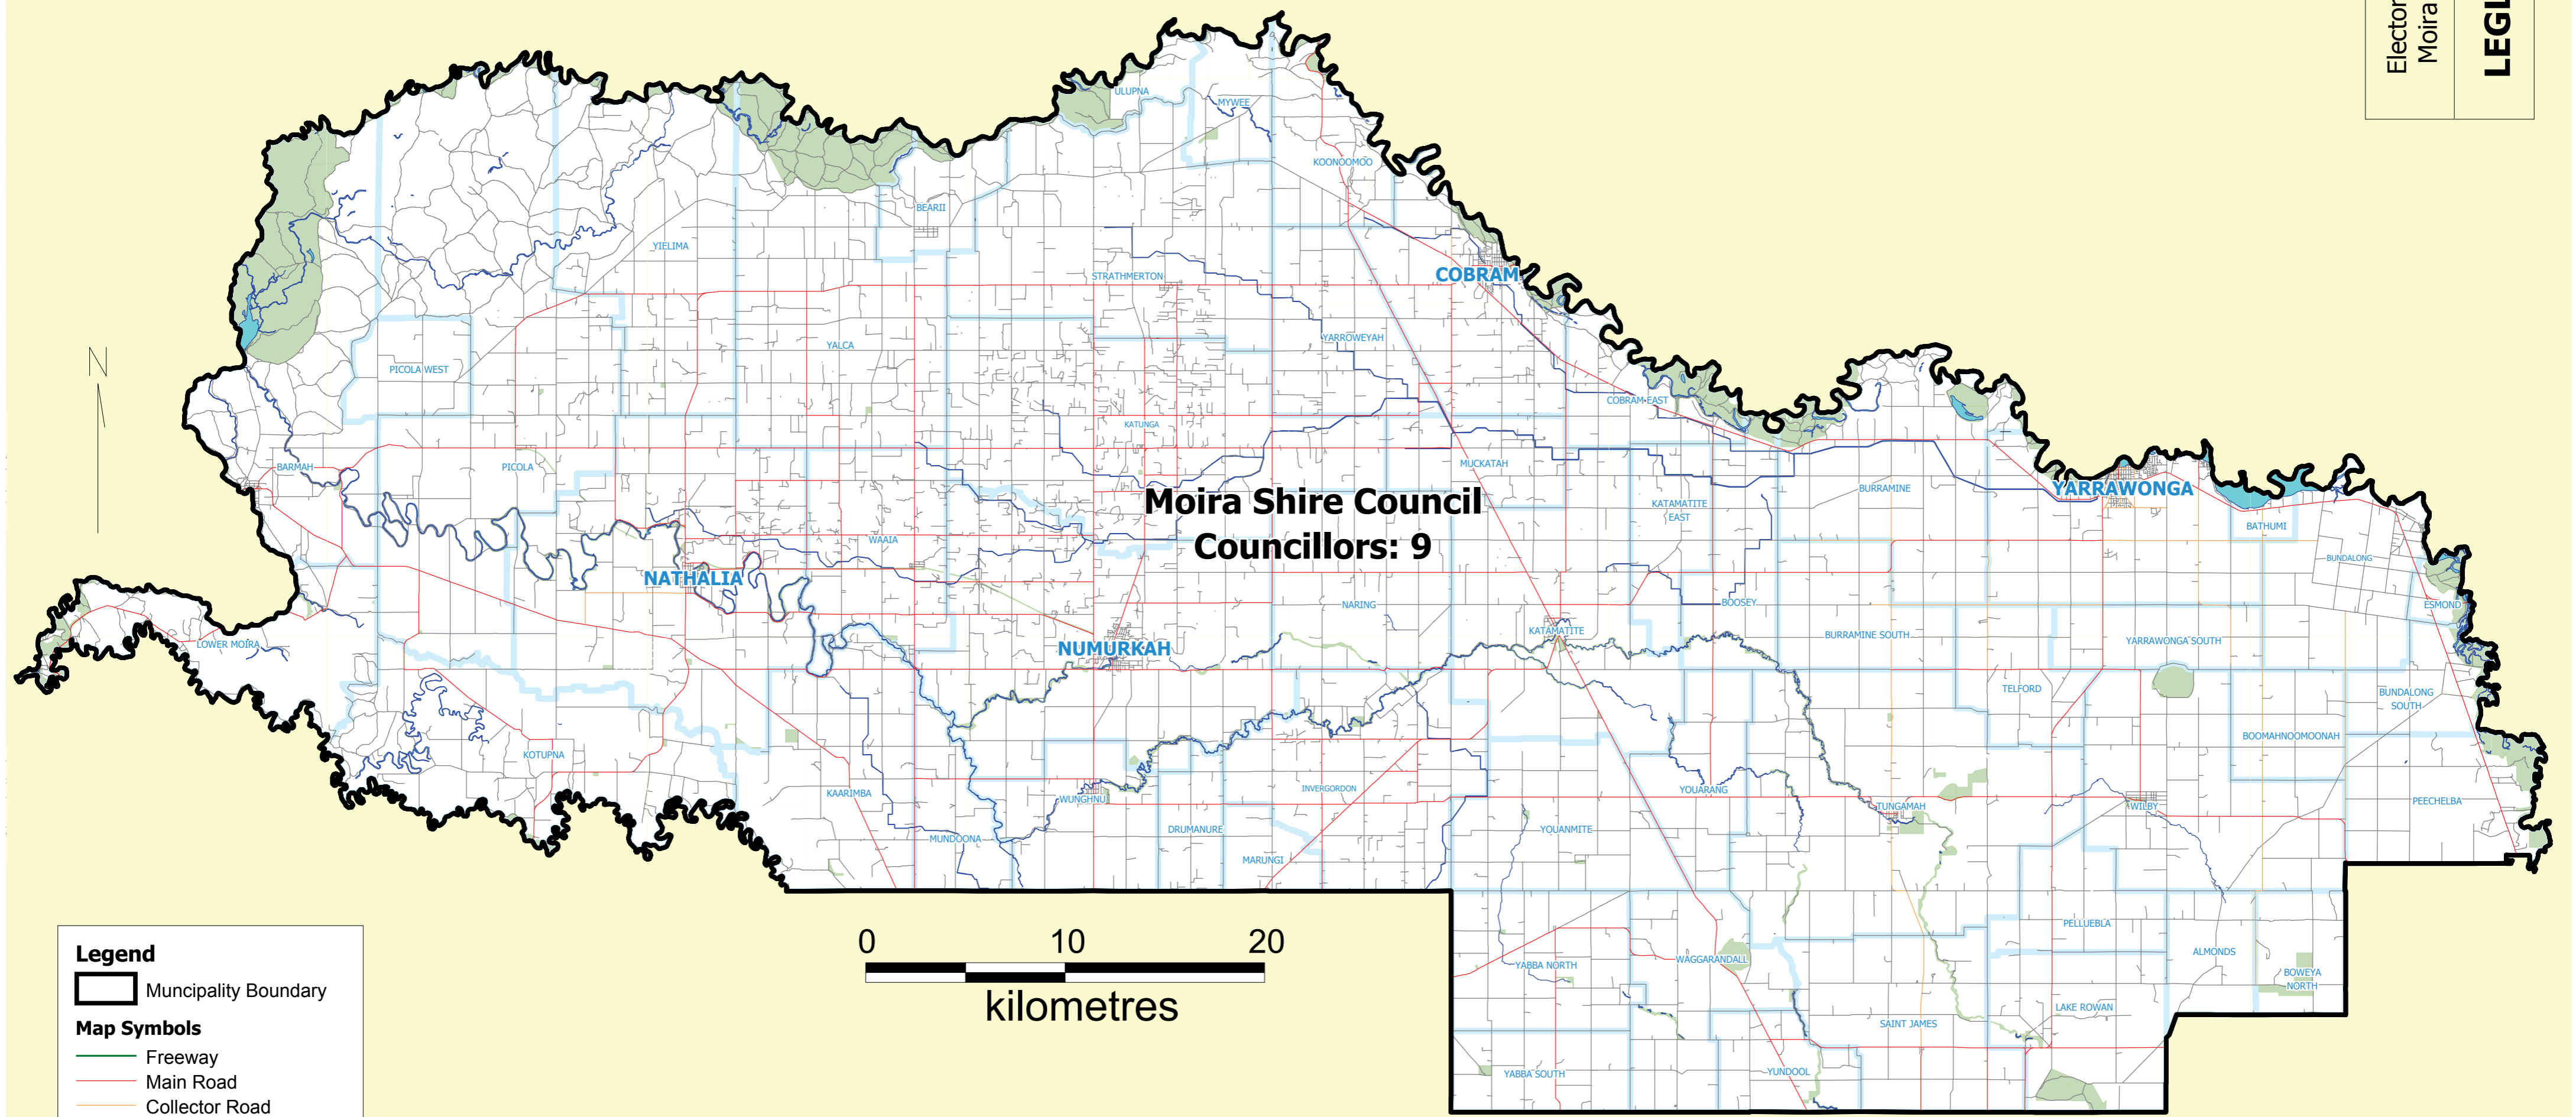 Elector
Moira
LEGL
ULUPNA
MYWEE
KOONOOMOO
BEARII
YIELIMA
STRATHMERTON
COBRAM
N
YALCA
YARROWEYAH
PICOLA WEST
COBRAM EAST
KATUNGA
BARMAH
PICOLA
MUCKATAH
Moira Shire Council
Councillors: 9
KATAMATITE
EAST
BURRAMINE
YARRAWONGA
BATHUMI
WAAIA
BUNDALONG
NATHALIA
NARING
BOOSEY
ESMOND
LOWER MOIRA
NUMURKAH
KATAMATITE
BURRAMINE SOUTH
YARRAWONGA SOUTH
TELFORD
BUNDALONG
SOUTH
KOTUPNA
BOOMAHNOOMOONAH
KAARIMBA
WUNGHNU
INVERGORDON
YOUARANG
TUNGAMAH
WILBY
PEECHELBA
MUNDOONA
DRUMANURE
YOUANMITE
MARUNGI
PELLUEBLA
ALMONDS
YABBA NORTH
WAGGARANDALL
BOWEYA
NORTH
LAKE ROWAN
SAINT JAMES
YABBA SOUTH
YUNDOOL
0 10 20
kilometres
Legend
Muncipality Boundary
Map Symbols
Freeway
Main Road
Collector Road